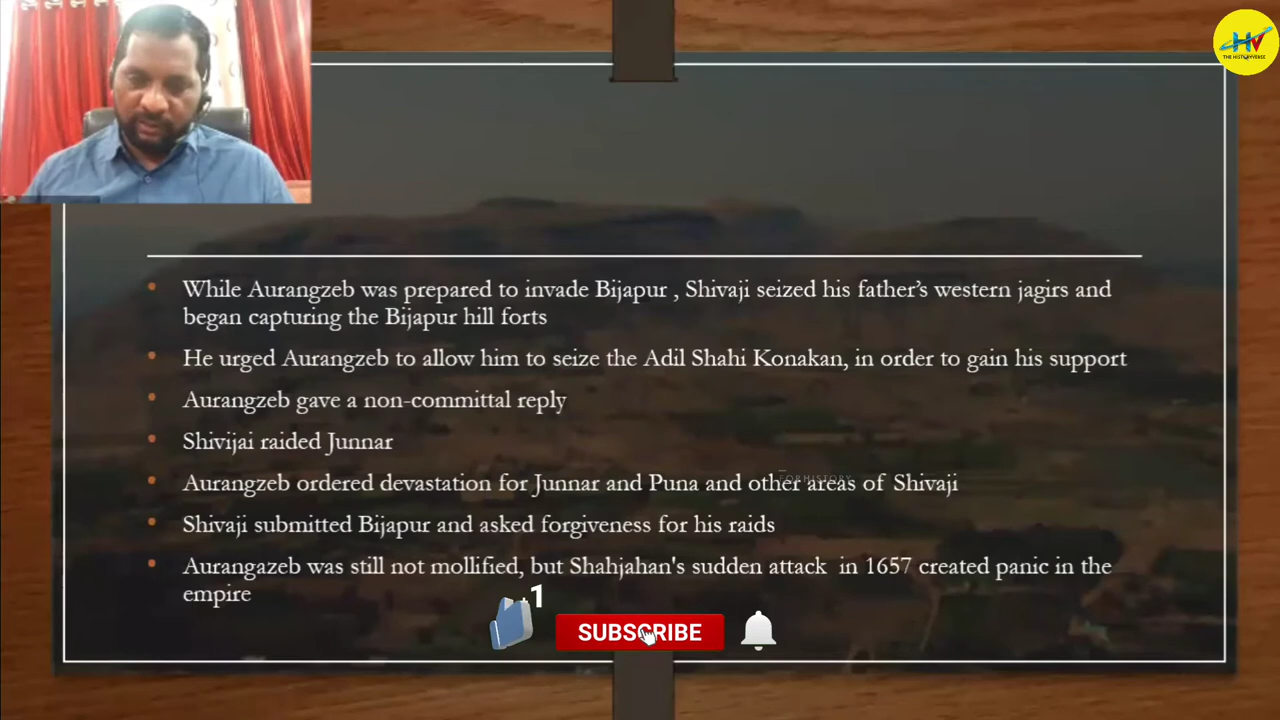 HV
THE HISTORYVERSE
While Aurangzeb was prepared to invade Bijapur , Shivaji seized his father’s western jagirs and
began capturing the Bijapur hill forts
He urged Aurangzeb to allow him to seize the Adil Shahi Konakan, in order to gain his support
Aurangzeb gave a non-committal reply
Shivijai raided Junnar
FORHISTORY
Aurangzeb ordered devastation for Junnar and Puna and other areas of Shivaji
Shivaji submitted Bijapur and asked forgiveness for his raids
Aurangazeb was still not mollified, but Shahjahan's sudden attack in 1657 created panic in the
empire
+1
SUBSCRIBE